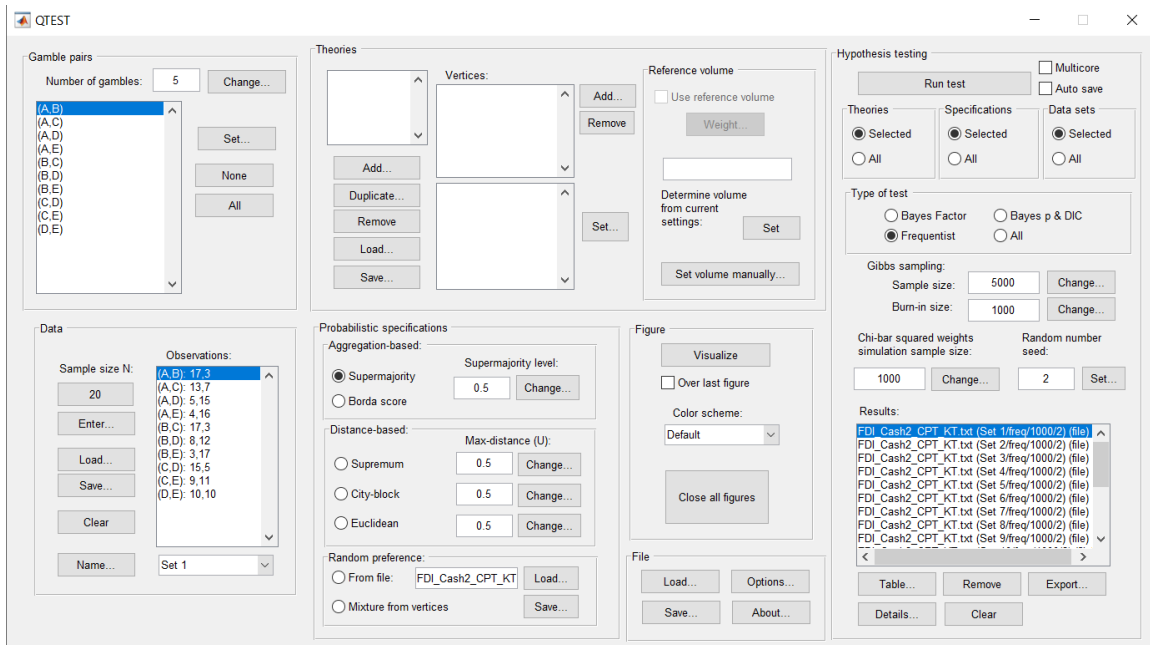 QTEST
Gamble pairs
Number of gambles: 5 Change...
(A,B)
(A,C)
(A,D)
(A,E)
(B,C)
(B,D)
(B,E)
(C,D)
(C,E)
(D,E)
Set...
None
All
Theories
Vertices:
Add...
Remove
Add...
Duplicate...
Remove
Load...
Save...
Set...
Reference volume
Use reference volume
Weight...
Determine volume
from current
settings:
Set
Set volume manually...
Data
Sample size N:
20
Enter...
Load...
Save...
Clear
Name...
Observations:
(A,B): 17,3
(A,C): 13,7
(A,D): 5,15
(A,E): 4,16
(B,C): 17,3
(B,D): 8,12
(B,E): 3,17
(C,D): 15,5
(C,E): 9,11
(D,E): 10,10
Set 1
Probabilistic specifications
Aggregation-based:
Supermajority level:
Supermajority
0.5 Change...
Borda score
Distance-based:
Max-distance (U):
Supremum 0.5 Change...
City-block 0.5 Change...
Euclidean 0.5 Change...
Random preference:
From file: FDI_Cash2_CPT_KT Load...
Mixture from vertices Save...
Figure
Visualize
Over last figure
Color scheme:
Default
Close all figures
File
Load... Options...
Save... About...
Hypothesis testing
Run test
Multicore
Auto save
Theories
Selected
All
Specifications
Selected
All
Data sets
Selected
All
Type of test
Bayes Factor Bayes p & DIC
Frequentist All
Gibbs sampling:
Sample size: 5000 Change...
Burn-in size: 1000 Change...
Chi-bar squared weights
simulation sample size:
1000 Change...
Random number
seed:
2 Set...
Results:
FDI_Cash2_CPT_KT.txt (Set 1/freq/1000/2) (file)
FDI_Cash2_CPT_KT.txt (Set 2/freq/1000/2) (file)
FDI_Cash2_CPT_KT.txt (Set 3/freq/1000/2) (file)
FDI_Cash2_CPT_KT.txt (Set 4/freq/1000/2) (file)
FDI_Cash2_CPT_KT.txt (Set 5/freq/1000/2) (file)
FDI_Cash2_CPT_KT.txt (Set 6/freq/1000/2) (file)
FDI_Cash2_CPT_KT.txt (Set 7/freq/1000/2) (file)
FDI_Cash2_CPT_KT.txt (Set 8/freq/1000/2) (file)
FDI_Cash2_CPT_KT.txt (Set 9/freq/1000/2) (file)
Table... Remove Export...
Details... Clear